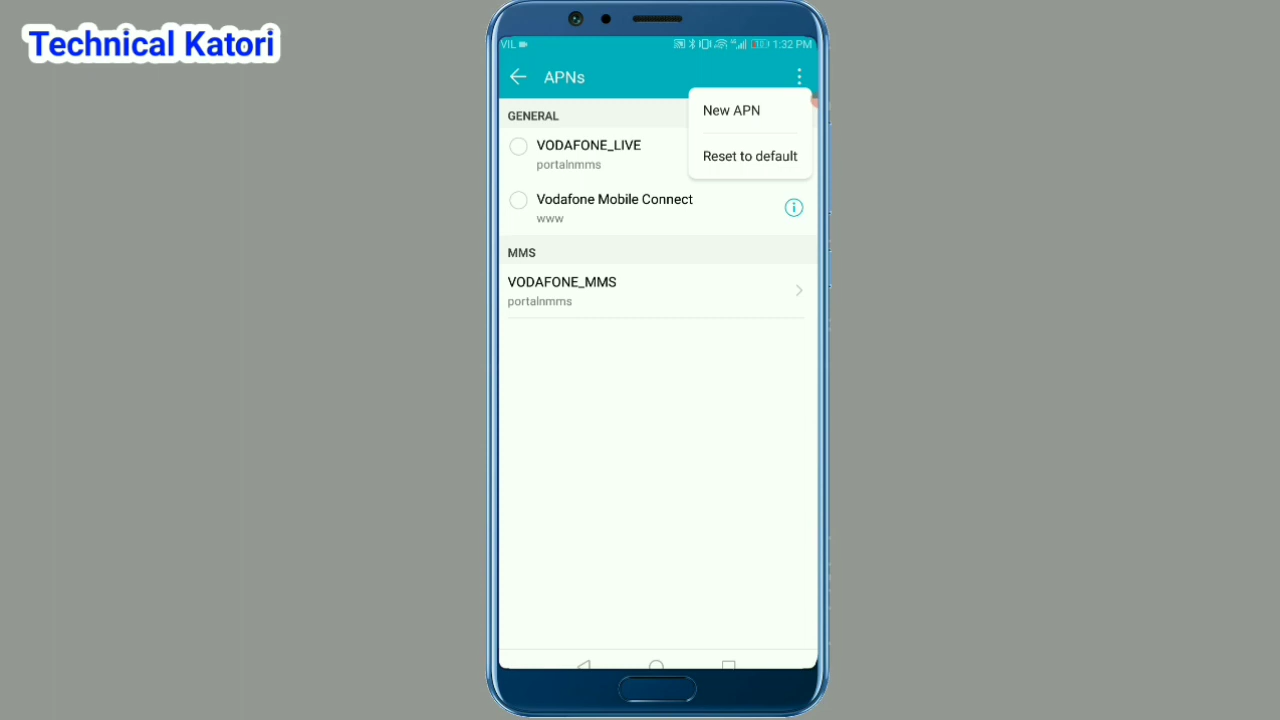 Technical Katori
VIL 1:32 PM
APNs
New APN
Reset to default
GENERAL
VODAFONE_LIVE
portalnmms
Vodafone Mobile Connect
www
MMS
VODAFONE_MMS
portalnmms